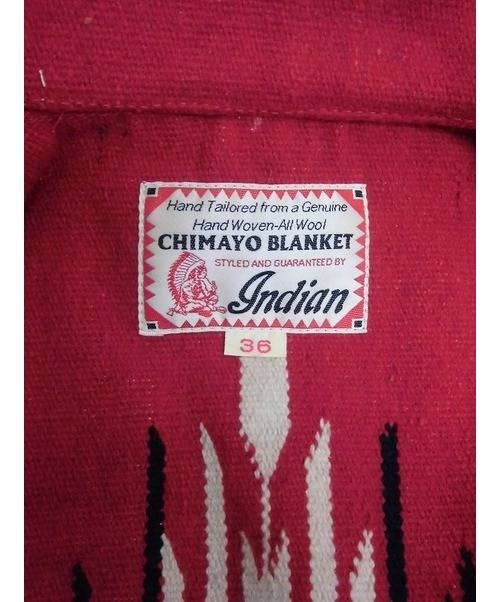 Hand Tailored from a Genuine
Hand Woven-All Wool
CHIMAYO BLANKET
STYLED AND GUARANTEED BY
Indian
36